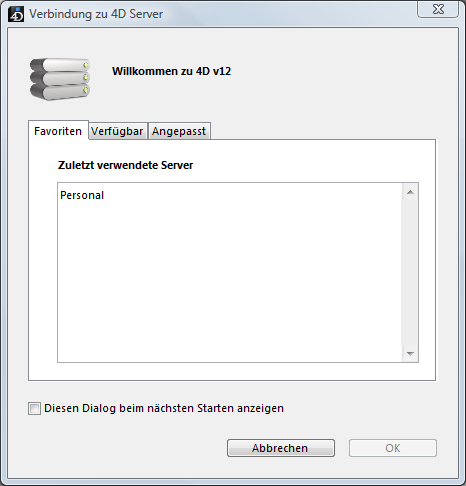 4D Verbindung zu 4D Server
Willkommen zu 4D v12
Favoriten Verfügbar Angepasst
Zuletzt verwendete Server
Personal
Diesen Dialog beim nächsten Starten anzeigen
Abbrechen OK